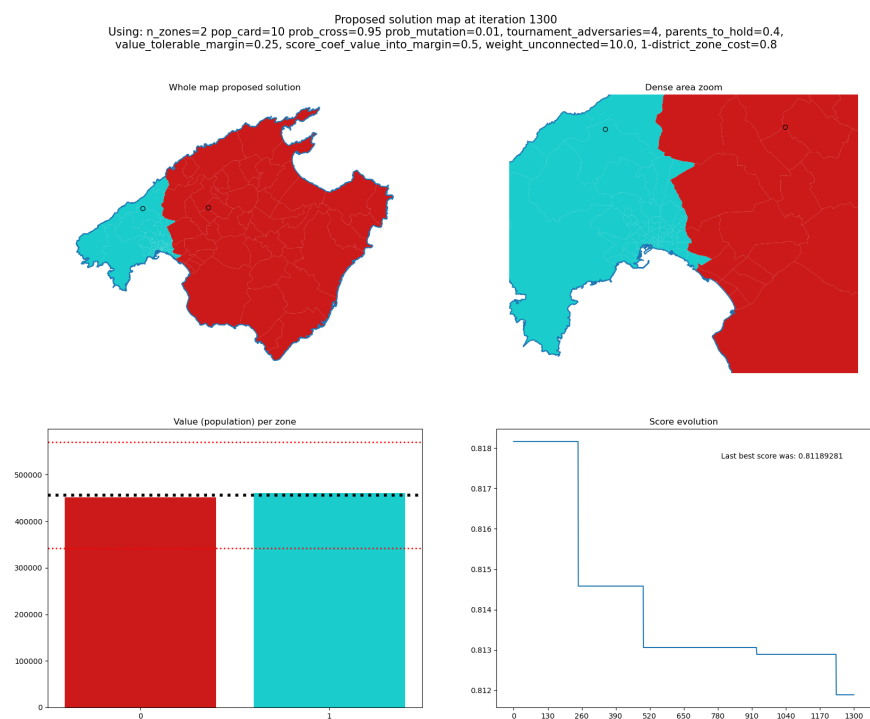 Proposed solution map at iteration 1300
Using: n_zones=2 pop_card=10 prob_cross=0.95 prob_mutation=0.01, tournament_adversaries=4, parents_to_hold=0.4,
value_tolerable_margin=0.25, score_coef_value_into_margin=0.5, weight_unconnected=10.0, 1-district_zone_cost=0.8
Whole map proposed solution
Dense area zoom
Value (population) per zone
500000
400000
300000
200000
100000
0
0 1
Score evolution
Last best score was: 0.81189281
0.818
0.817
0.816
0.815
0.814
0.813
0.812
0 130 260 390 520 650 780 910 1040 1170 1300